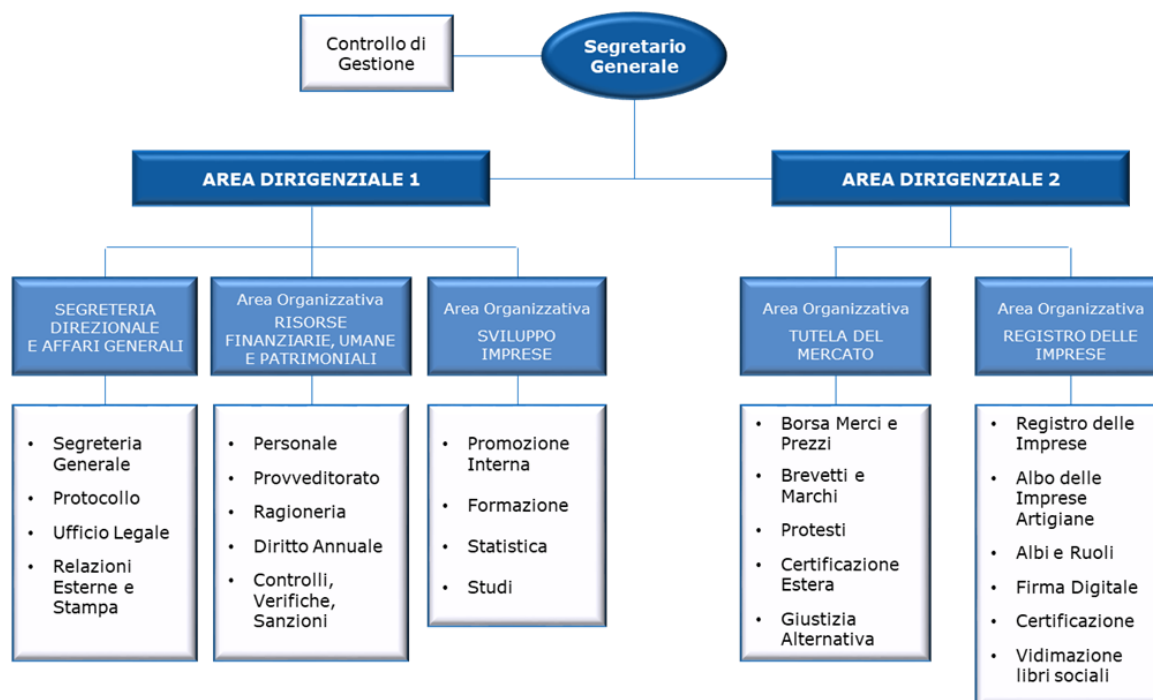 Controllo di
Gestione
Segretario
Generale
AREA DIRIGENZIALE 1
AREA DIRIGENZIALE 2
SEGRETERIA
DIREZIONALE
E AFFARI GENERALI
Area Organizzativa
RISORSE
FINANZIARIE, UMANE
E PATRIMONIALI
Area Organizzativa
SVILUPPO
IMPRESE
Area Organizzativa
TUTELA DEL
MERCATO
Area Organizzativa
REGISTRO DELLE
IMPRESE
• Segreteria
Generale
• Protocollo
• Ufficio Legale
• Relazioni
Esterne e
Stampa
• Personale
• Provveditorato
• Ragioneria
• Diritto Annuale
• Controlli,
Verifiche,
Sanzioni
• Promozione
Interna
• Formazione
• Statistica
• Studi
• Borsa Merci e
Prezzi
• Brevetti e
Marchi
• Protesti
• Certificazione
Estera
• Giustizia
Alternativa
• Registro delle
Imprese
• Albo delle
Imprese
Artigiane
• Albi e Ruoli
• Firma Digitale
• Certificazione
• Vidimazione
libri sociali